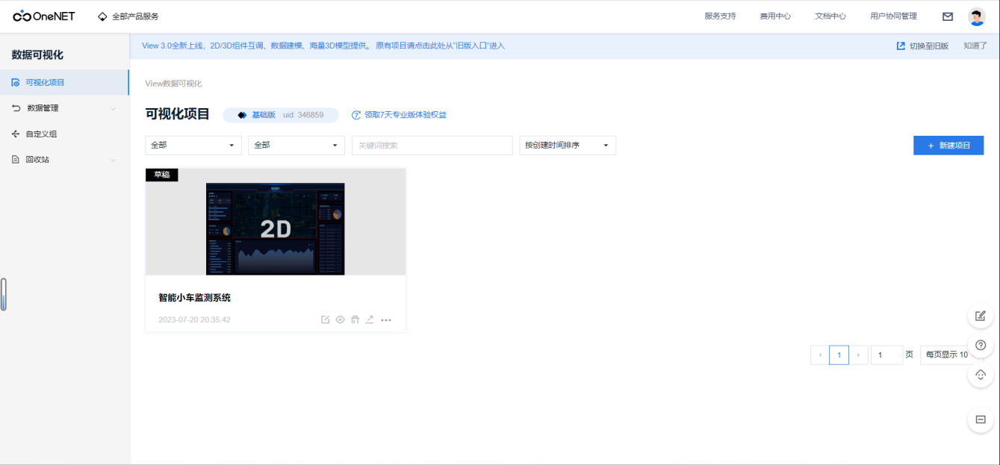 OneNET 全部产品服务 服务支持 费用中心 文档中心 用户协同管理
数据可视化
View 3.0全新上线，2D/3D组件互调、数据建模、海量3D模型提供。 原有项目请点击此处从"旧版入口"进入 切换至旧版 知道了
可视化项目
View数据可视化
数据管理
可视化项目 基础版 uid: 346859 领取7天专业版体验权益
自定义组
全部 全部 关键词搜索 按创建时间排序 + 新建项目
回收站
草稿
2D
智能小车监测系统
2023-07-20 20:35:42
1 1 页 每页显示 10